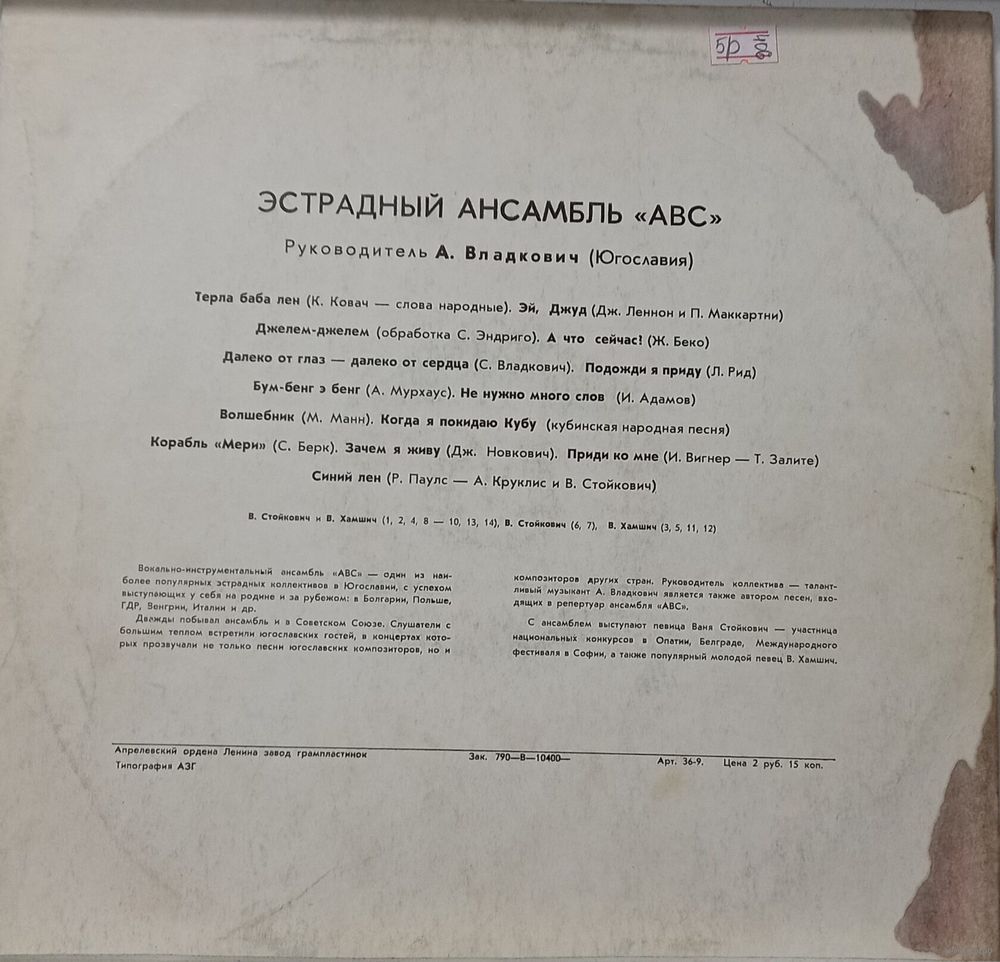 5р 408
ЭСТРАДНЫЙ АНСАМБЛЬ «АВС»
Руководитель А. Владкович (Югославия)
Терла баба лен (К. Ковач — слова народные). Эй, Джуд (Дж. Леннон и П. Маккартни)
Джелем-джелем (обработка С. Эндриго). А что сейчас! (Ж. Беко)
Далеко от глаз — далеко от сердца (С. Владкович). Подожди я приду (Л. Рид)
Бум-бенг э бенг (А. Мурхаус). Не нужно много слов (И. Адамов)
Волшебник (М. Манн). Когда я покидаю Кубу (кубинская народная песня)
Корабль «Мери» (С. Берк). Зачем я живу (Дж. Новкович). Приди ко мне (И. Вигнер — Т. Залите)
Синий лен (Р. Паулс — А. Круклис и В. Стойкович)
В. Стойкович и В. Хамшич (1, 2, 4, 8 — 10, 13, 14), В. Стойкович (6, 7), В. Хамшич (3, 5, 11, 12)
Вокально-инструментальный ансамбль «АВС» — один из наи-
более популярных эстрадных коллективов в Югославии, с успехом
выступающих у себя на родине и за рубежом: в Болгарии, Польше,
ГДР, Венгрии, Италии и др.
Дважды побывал ансамбль и в Советском Союзе. Слушатели с
большим теплом встретили югославских гостей, в концертах кото-
рых прозвучали не только песни югославских композиторов, но и
композиторов других стран. Руководитель коллектива — талант-
ливый музыкант А. Владкович является также автором песен, вхо-
дящих в репертуар ансамбля «АВС».
С ансамблем выступают певица Ваня Стойкович — участница
национальных конкурсов в Опатии, Белграде, Международного
фестиваля в Софии, а также популярный молодой певец В. Хамшич.
Апрелевский ордена Ленина завод грампластинок
Зак. 790—В—10400—
Арт. 36-9. Цена 2 руб. 15 коп.
Типография АЗГ